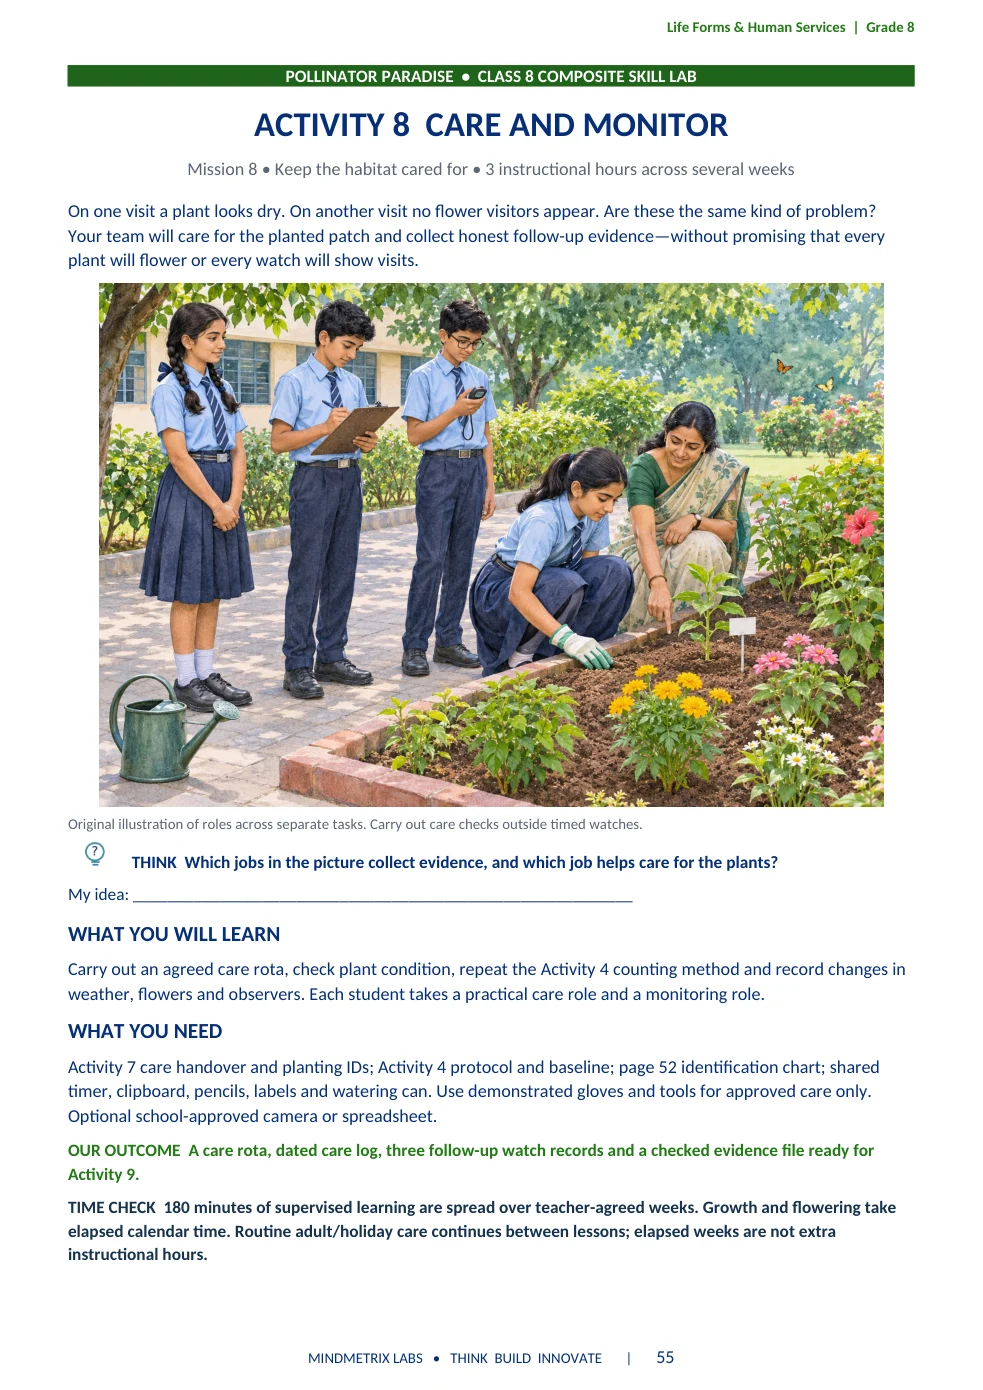 Life Forms & Human Services | Grade 8
POLLINATOR PARADISE ● CLASS 8 COMPOSITE SKILL LAB
ACTIVITY 8 CARE AND MONITOR
Mission 8 • Keep the habitat cared for • 3 instructional hours across several weeks
On one visit a plant looks dry. On another visit no flower visitors appear. Are these the same kind of problem?
Your team will care for the planted patch and collect honest follow-up evidence—without promising that every
plant will flower or every watch will show visits.
Original illustration of roles across separate tasks. Carry out care checks outside timed watches.
?
THINK Which jobs in the picture collect evidence, and which job helps care for the plants?
My idea: ___________________________________________________________
WHAT YOU WILL LEARN
Carry out an agreed care rota, check plant condition, repeat the Activity 4 counting method and record changes in
weather, flowers and observers. Each student takes a practical care role and a monitoring role.
WHAT YOU NEED
Activity 7 care handover and planting IDs; Activity 4 protocol and baseline; page 52 identification chart; shared
timer, clipboard, pencils, labels and watering can. Use demonstrated gloves and tools for approved care only.
Optional school-approved camera or spreadsheet.
OUR OUTCOME A care rota, dated care log, three follow-up watch records and a checked evidence file ready for
Activity 9.
TIME CHECK 180 minutes of supervised learning are spread over teacher-agreed weeks. Growth and flowering take
elapsed calendar time. Routine adult/holiday care continues between lessons; elapsed weeks are not extra
instructional hours.
MINDMETRIX LABS ● THINK BUILD INNOVATE | 55